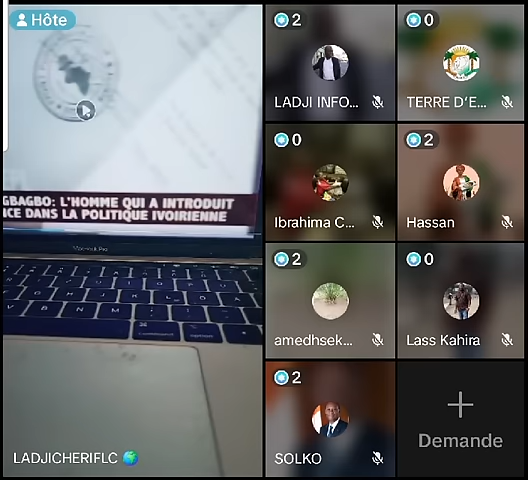 Hôte
GBAGBO: L'HOMME QUI A INTRODUIT
CE DANS LA POLITIQUE IVOIRIENNE
MacBook Pro
LADJICHERIFLC
2
LADJI INFO...
0
TERRE D'E...
0
Ibrahima C...
2
Hassan
2
amedhsek...
0
Lass Kahira
2
SOLKO
+
Demande